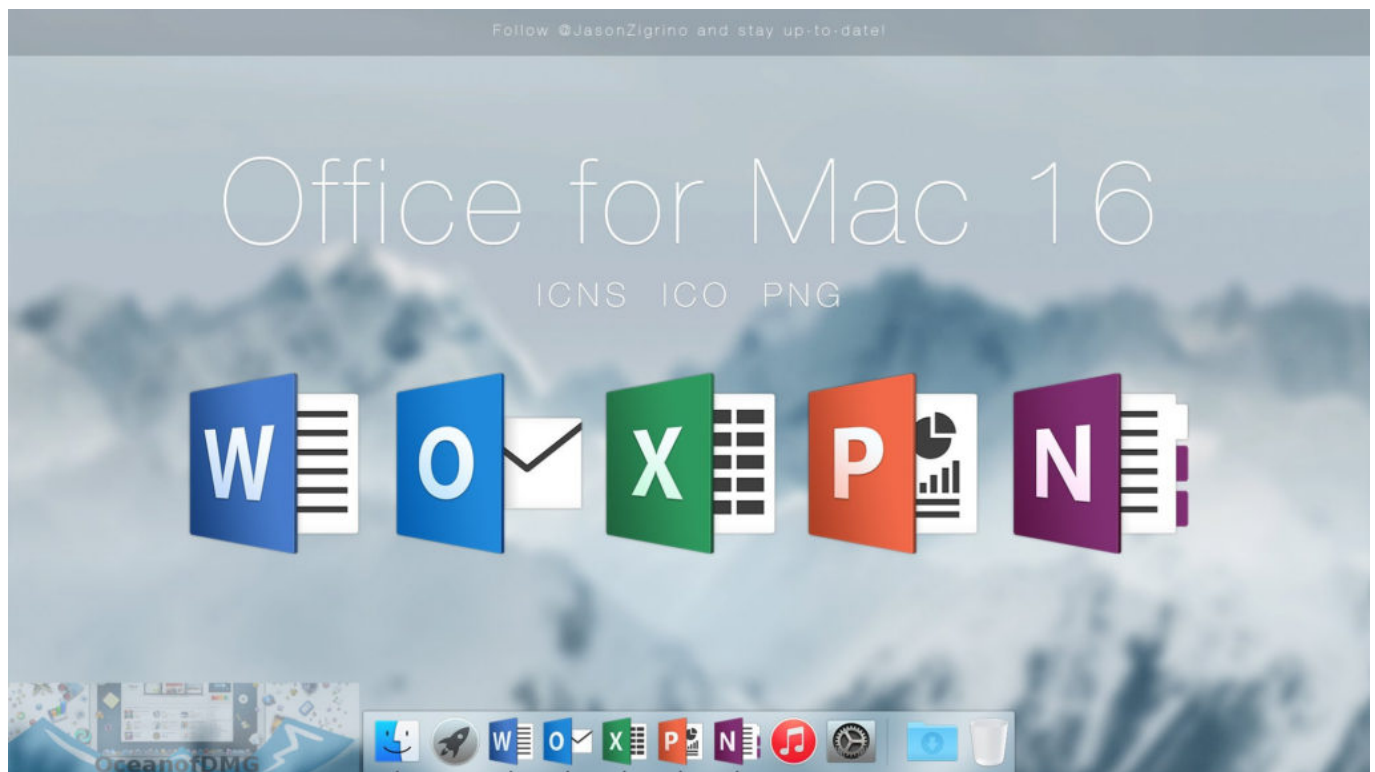 Follow @JasonZigrino and stay up-to-date!
Office for Mac 16
ICNS ICO PNG
W O X P N
W O X P N
OceanofDMG